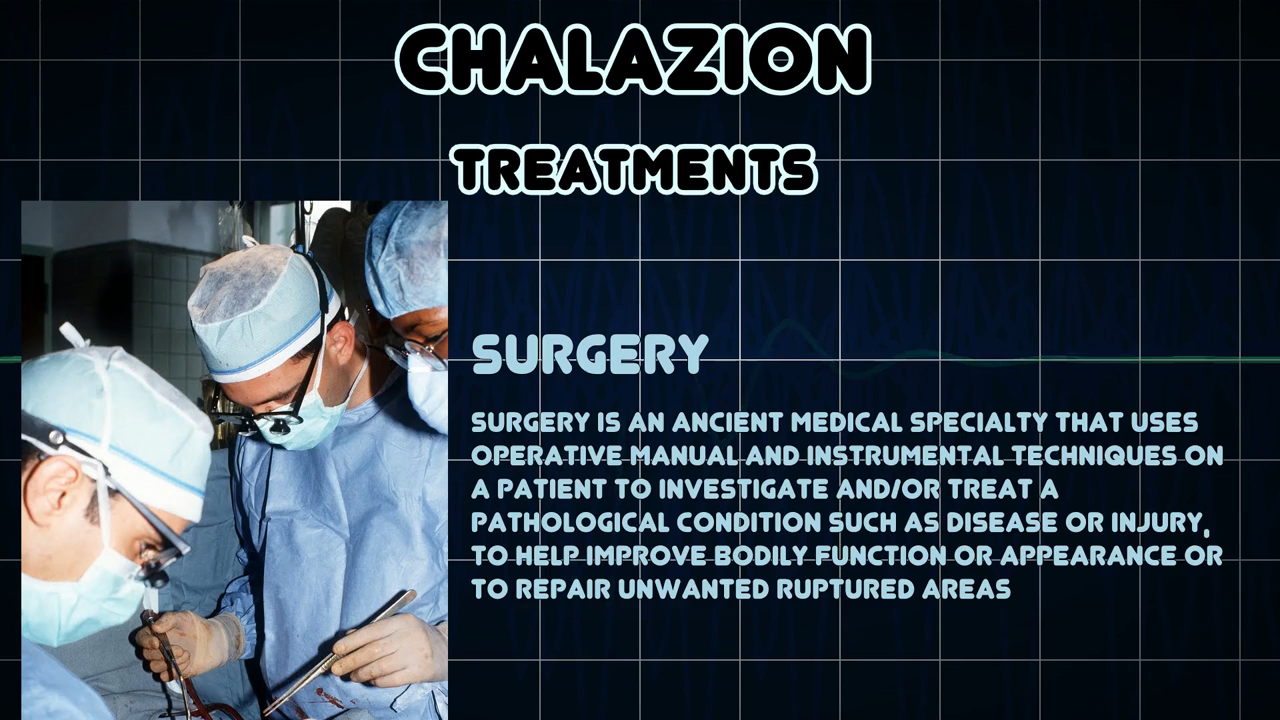 CHALAZION
TREATMENTS
SURGERY
SURGERY IS AN ANCIENT MEDICAL SPECIALTY THAT USES
OPERATIVE MANUAL AND INSTRUMENTAL TECHNIQUES ON
A PATIENT TO INVESTIGATE AND/OR TREAT A
PATHOLOGICAL CONDITION SUCH AS DISEASE OR INJURY,
TO HELP IMPROVE BODILY FUNCTION OR APPEARANCE OR
TO REPAIR UNWANTED RUPTURED AREAS